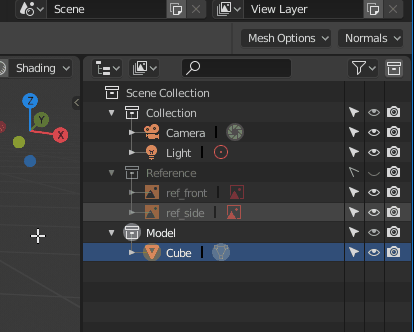 Scene View Layer
Mesh Options Normals
Shading
Scene Collection
Z
Y
X
Collection
Camera
Light
Reference
ref_front
ref_side
Model
Cube